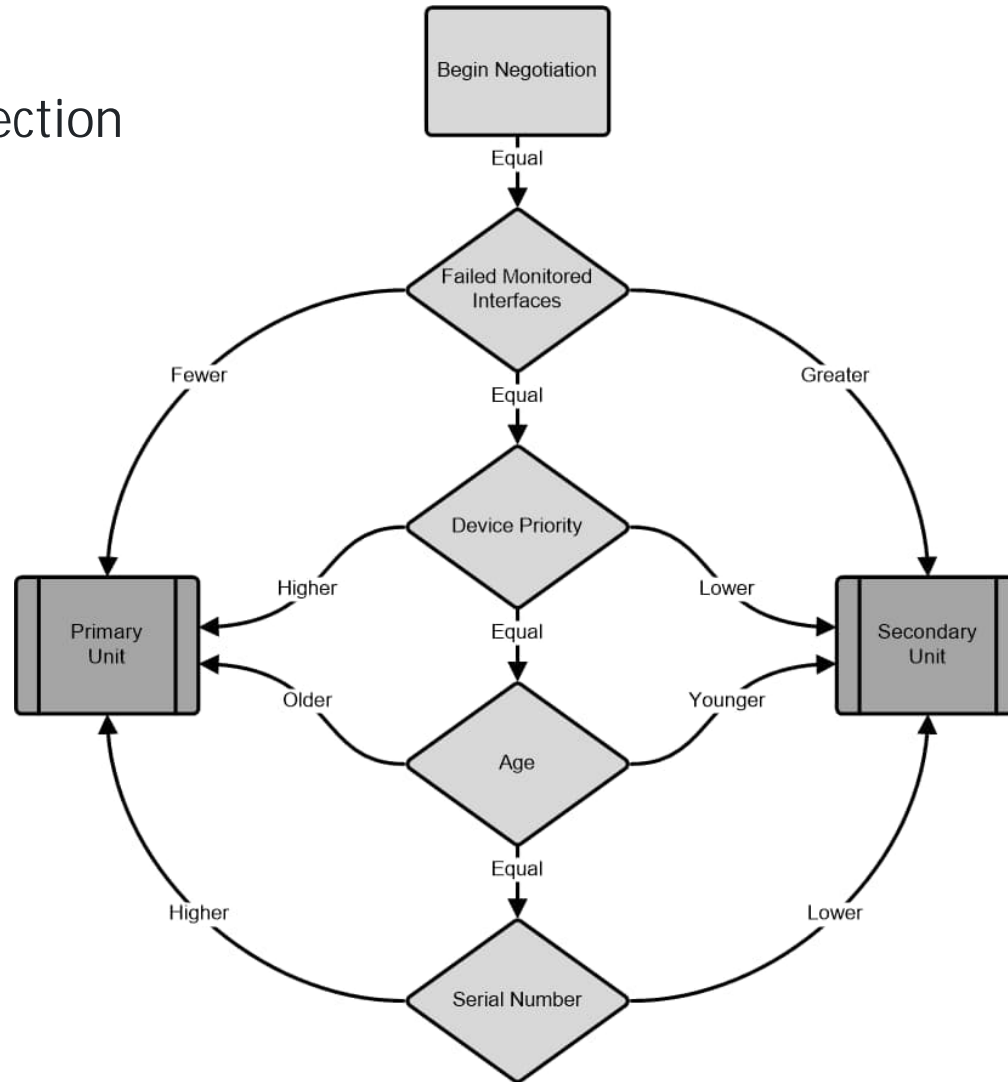 ection
Begin Negotiation
Equal
Failed Monitored
Interfaces
Fewer
Greater
Equal
Device Priority
Higher
Lower
Primary
Unit
Equal
Secondary
Unit
Older
Younger
Age
Equal
Higher
Lower
Serial Number